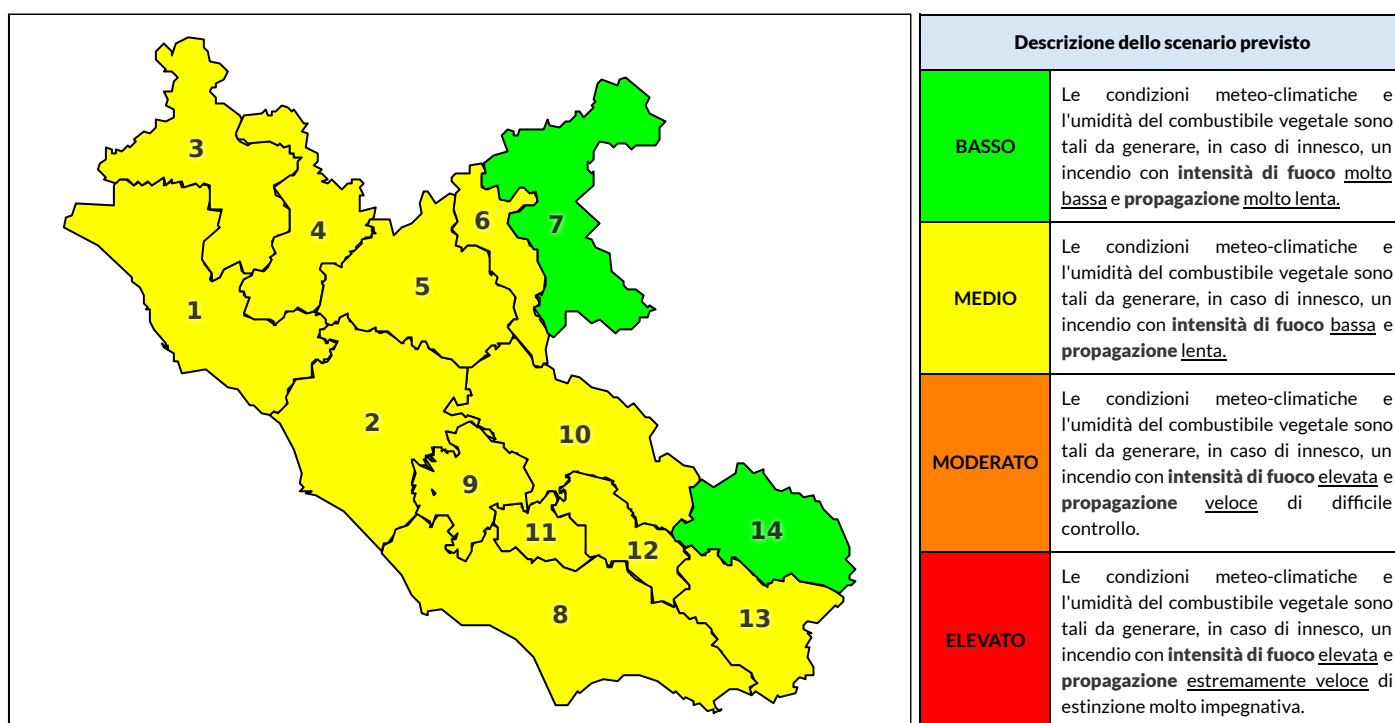 3
4
6
7
5
1
2
10
9
11
12
14
8
13
Descrizione dello scenario previsto
BASSO
Le condizioni meteo-climatiche e
l'umidità del combustibile vegetale sono
tali da generare, in caso di innesco, un
incendio con intensità di fuoco molto
bassa e propagazione molto lenta.
MEDIO
Le condizioni meteo-climatiche e
l'umidità del combustibile vegetale sono
tali da generare, in caso di innesco, un
incendio con intensità di fuoco bassa e
propagazione lenta.
MODERATO
Le condizioni meteo-climatiche e
l'umidità del combustibile vegetale sono
tali da generare, in caso di innesco, un
incendio con intensità di fuoco elevata e
propagazione veloce di difficile
controllo.
ELEVATO
Le condizioni meteo-climatiche e
l'umidità del combustibile vegetale sono
tali da generare, in caso di innesco, un
incendio con intensità di fuoco elevata e
propagazione estremamente veloce di
estinzione molto impegnativa.